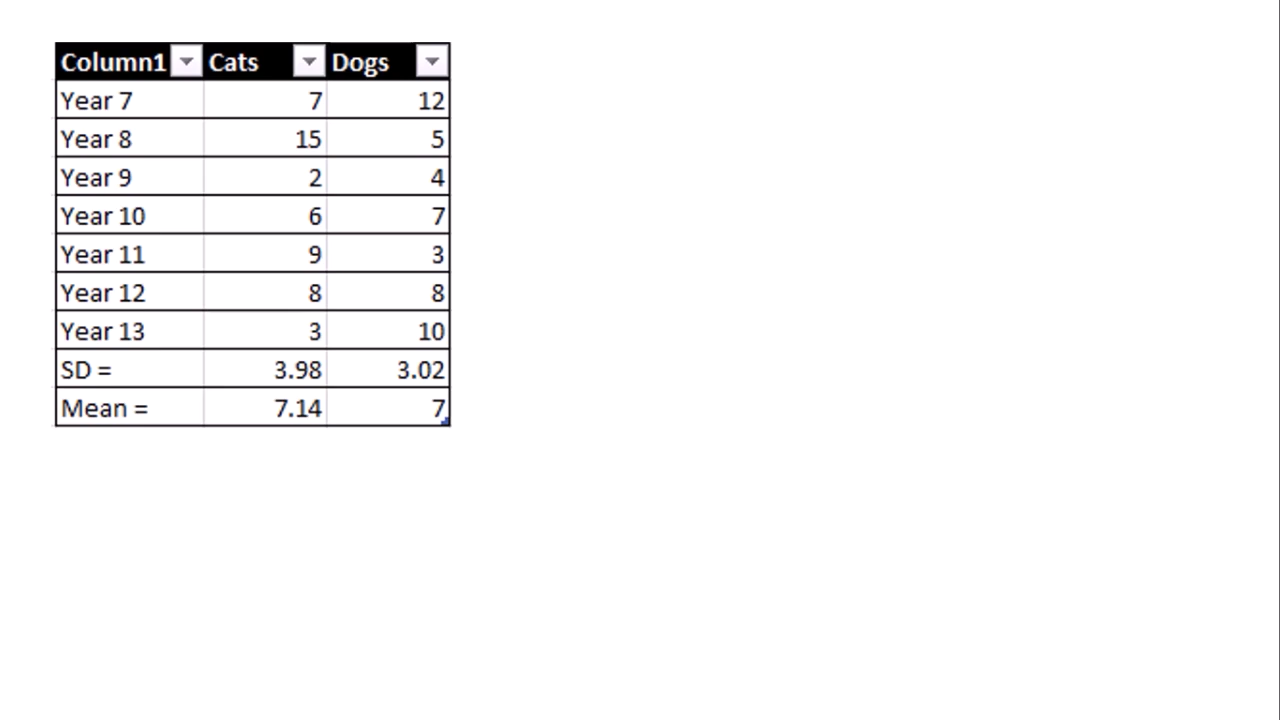 Column1 Cats Dogs
Year 7 7 12
Year 8 15 5
Year 9 2 4
Year 10 6 7
Year 11 9 3
Year 12 8 8
Year 13 3 10
SD = 3.98 3.02
Mean = 7.14 7